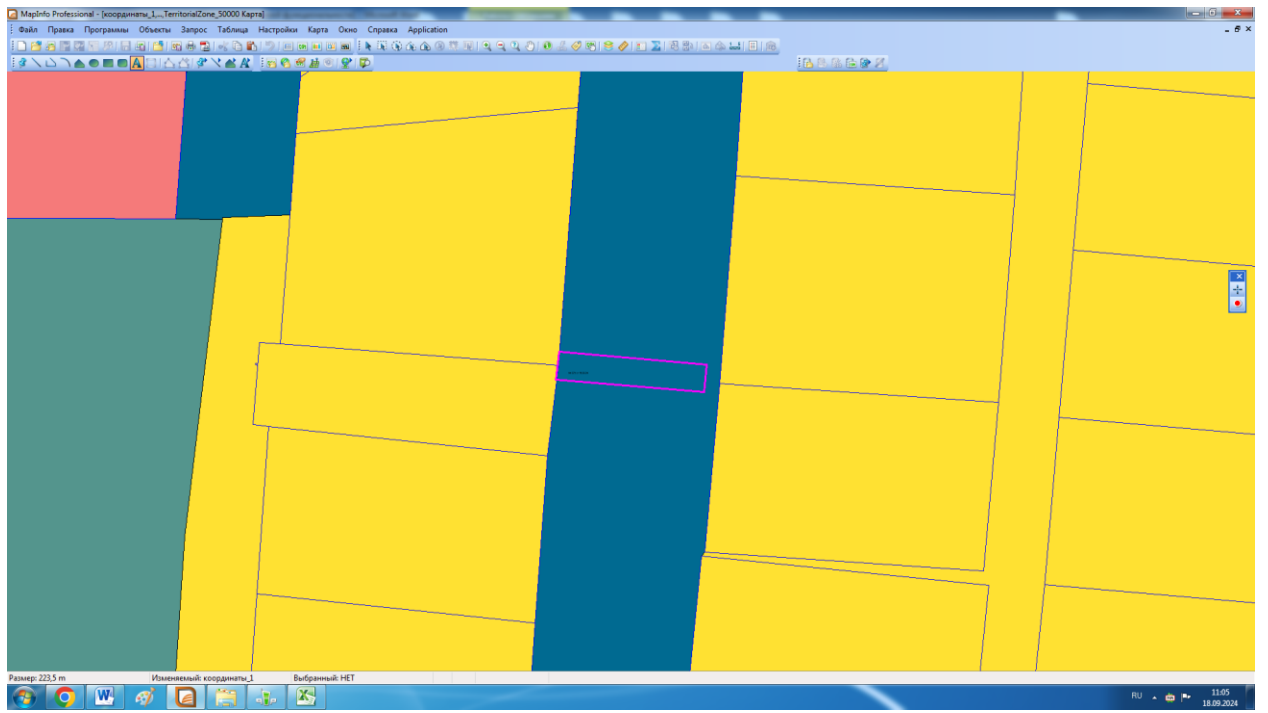 MapInfo Professional - [координаты_1,...,TerritorialZone_50000 Карта]
Файл Правка Программы Объекты Запрос Таблица Настройки Карта Окно Справка Application
Размер: 223,5 m Изменяемый: координаты_1 Выбранный: НЕТ
RU 11:05
18.09.2024